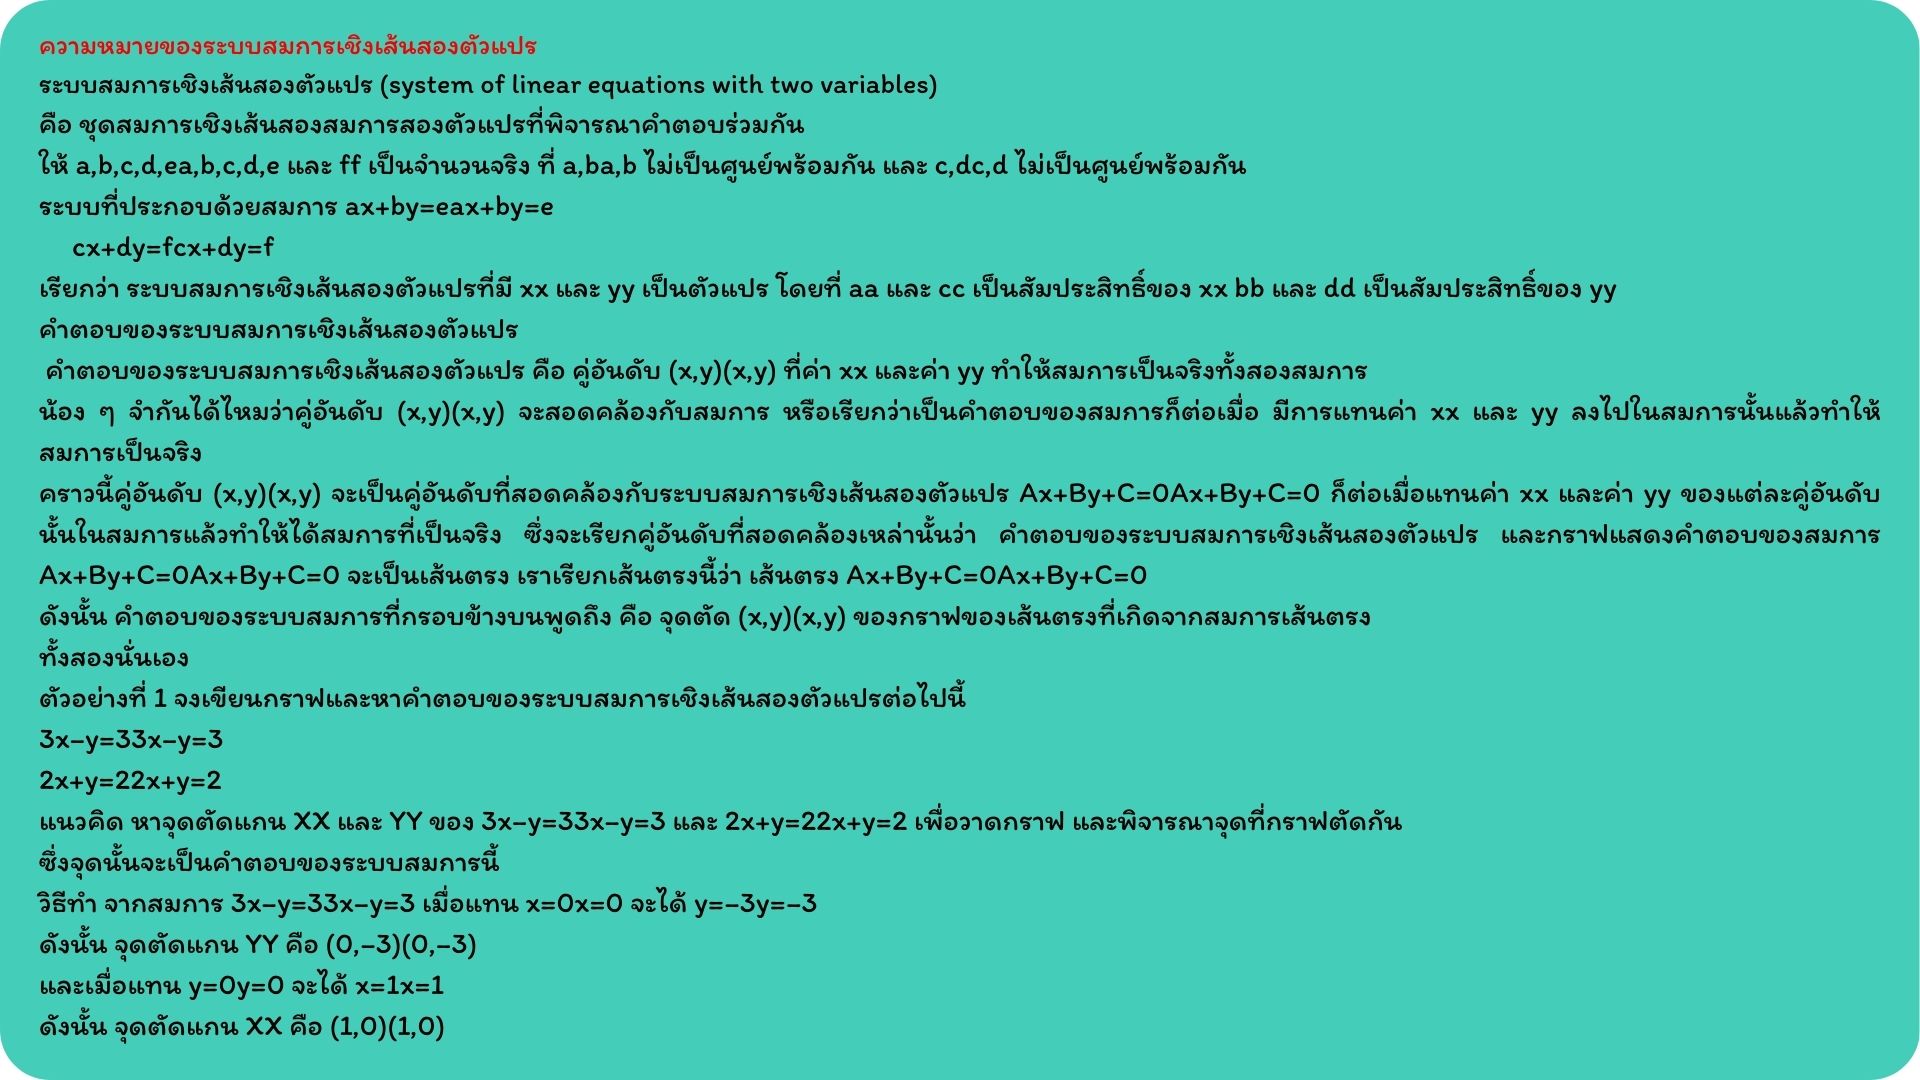 ความหมายของระบบสมการเชิงเส้นสองตัวแปร
ระบบสมการเชิงเส้นสองตัวแปร (system of linear equations with two variables)
คือ ชุดสมการเชิงเส้นสองสมการสองตัวแปรที่พิจารณาคำตอบร่วมกัน
ให้ a,b,c,d,ea,b,c,d,e และ ff เป็นจำนวนจริง ที่ a,ba,b ไม่เป็นศูนย์พร้อมกัน และ c,dc,d ไม่เป็นศูนย์พร้อมกัน
ระบบที่ประกอบด้วยสมการ ax+by=eax+by=e
cx+dy=fcx+dy=f
เรียกว่า ระบบสมการเชิงเส้นสองตัวแปรที่มี xx และ yy เป็นตัวแปร โดยที่ aa และ cc เป็นสัมประสิทธิ์ของ xx bb และ dd เป็นสัมประสิทธิ์ของ yy
คำตอบของระบบสมการเชิงเส้นสองตัวแปร
คำตอบของระบบสมการเชิงเส้นสองตัวแปร คือ คู่อันดับ (x,y)(x,y) ที่ค่า xx และค่า yy ทำให้สมการเป็นจริงทั้งสองสมการ
น้อง ๆ จำกันได้ไหมว่าคู่อันดับ (x,y)(x,y) จะสอดคล้องกับสมการ หรือเรียกว่าเป็นคำตอบของสมการก็ต่อเมื่อ มีการแทนค่า xx และ yy ลงไปในสมการนั้นแล้วทำให้
สมการเป็นจริง
คราวนี้คู่อันดับ (x,y)(x,y) จะเป็นคู่อันดับที่สอดคล้องกับระบบสมการเชิงเส้นสองตัวแปร Ax+By+C=0Ax+By+C=0 ก็ต่อเมื่อแทนค่า xx และค่า yy ของแต่ละคู่อันดับ
นั้นในสมการแล้วทำให้ได้สมการที่เป็นจริง ซึ่งจะเรียกคู่อันดับที่สอดคล้องเหล่านั้นว่า คำตอบของระบบสมการเชิงเส้นสองตัวแปร และกราฟแสดงคำตอบของสมการ
Ax+By+C=0Ax+By+C=0 จะเป็นเส้นตรง เราเรียกเส้นตรงนี้ว่า เส้นตรง Ax+By+C=0Ax+By+C=0
ดังนั้น คำตอบของระบบสมการที่กรอบข้างบนพูดถึง คือ จุดตัด (x,y)(x,y) ของกราฟของเส้นตรงที่เกิดจากสมการเส้นตรง
ทั้งสองนั่นเอง
ตัวอย่างที่ 1 จงเขียนกราฟและหาคำตอบของระบบสมการเชิงเส้นสองตัวแปรต่อไปนี้
3x−y=33x−y=3
2x+y=22x+y=2
แนวคิด หาจุดตัดแกน XX และ YY ของ 3x−y=33x−y=3 และ 2x+y=22x+y=2 เพื่อวาดกราฟ และพิจารณาจุดที่กราฟตัดกัน
ซึ่งจุดนั้นจะเป็นคำตอบของระบบสมการนี้
วิธีทำ จากสมการ 3x−y=33x−y=3 เมื่อแทน x=0x=0 จะได้ y=−3y=−3
ดังนั้น จุดตัดแกน YY คือ (0,−3)(0,−3)
และเมื่อแทน y=0y=0 จะได้ x=1x=1
ดังนั้น จุดตัดแกน XX คือ (1,0)(1,0)